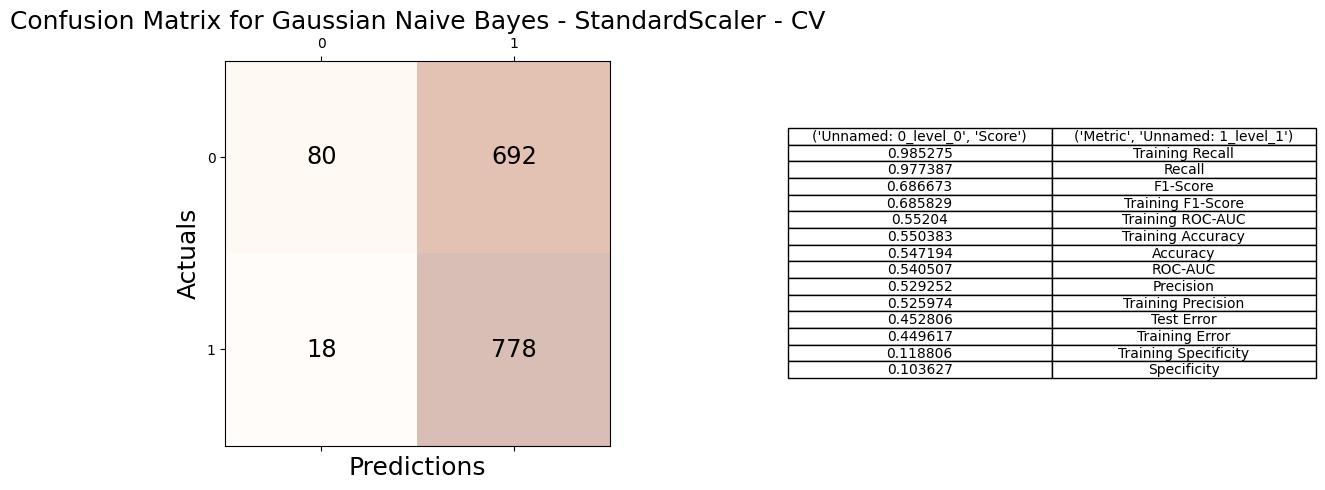 Confusion Matrix for Gaussian Naive Bayes - StandardScaler - CV
0 1
0 80 692
1 18 778
Actuals
Predictions
('Unnamed: 0_level_0', 'Score') ('Metric', 'Unnamed: 1_level_1')
0.985275 Training Recall
0.977387 Recall
0.686673 F1-Score
0.685829 Training F1-Score
0.55204 Training ROC-AUC
0.550383 Training Accuracy
0.547194 Accuracy
0.540507 ROC-AUC
0.529252 Precision
0.525974 Training Precision
0.452806 Test Error
0.449617 Training Error
0.118806 Training Specificity
0.103627 Specificity